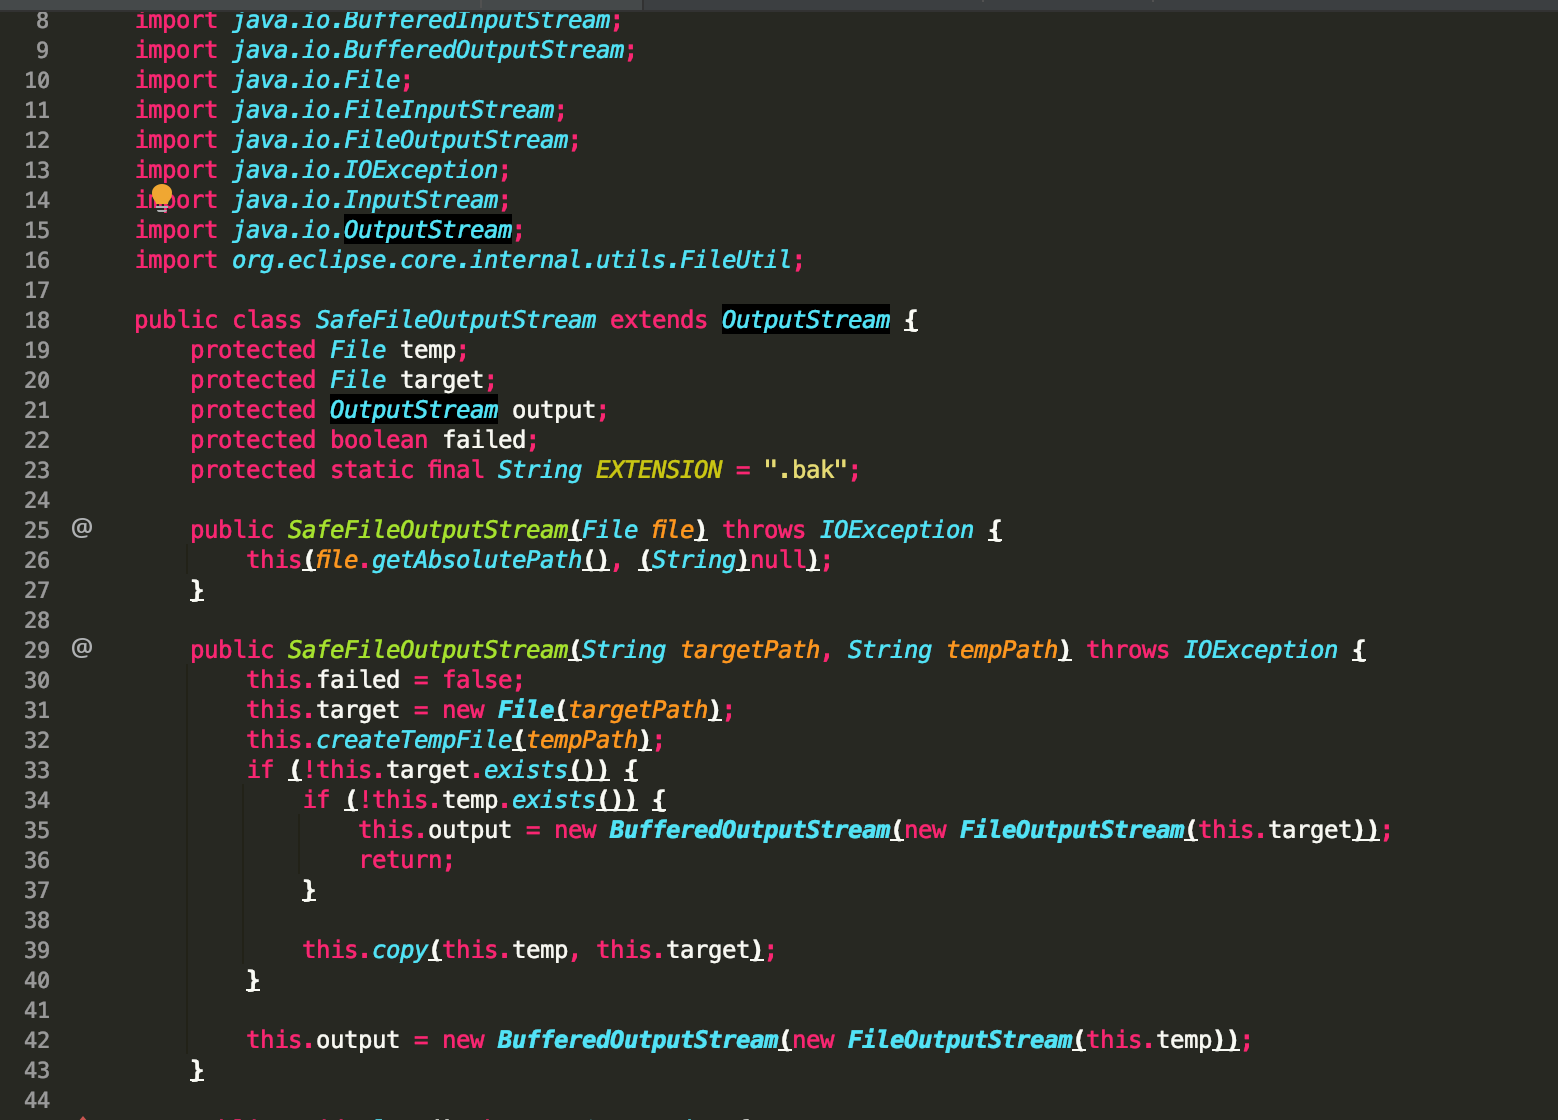 8 import java.io.BufferedInputStream;
9 import java.io.BufferedOutputStream;
10 import java.io.File;
11 import java.io.FileInputStream;
12 import java.io.FileOutputStream;
13 import java.io.IOException;
14 import java.io.InputStream;
15 import java.io.OutputStream;
16 import org.eclipse.core.internal.utils.FileUtil;
17
18 public class SafeFileOutputStream extends OutputStream {
19 protected File temp;
20 protected File target;
21 protected OutputStream output;
22 protected boolean failed;
23 protected static final String EXTENSION = ".bak";
24
25 @ public SafeFileOutputStream(File file) throws IOException {
26 this(file.getAbsolutePath(), (String)null);
27 }
28
29 @ public SafeFileOutputStream(String targetPath, String tempPath) throws IOException {
30 this.failed = false;
31 this.target = new File(targetPath);
32 this.createTempFile(tempPath);
33 if (!this.target.exists()) {
34 if (!this.temp.exists()) {
35 this.output = new BufferedOutputStream(new FileOutputStream(this.target));
36 return;
37 }
38
39 this.copy(this.temp, this.target);
40 }
41
42 this.output = new BufferedOutputStream(new FileOutputStream(this.temp));
43 }
44